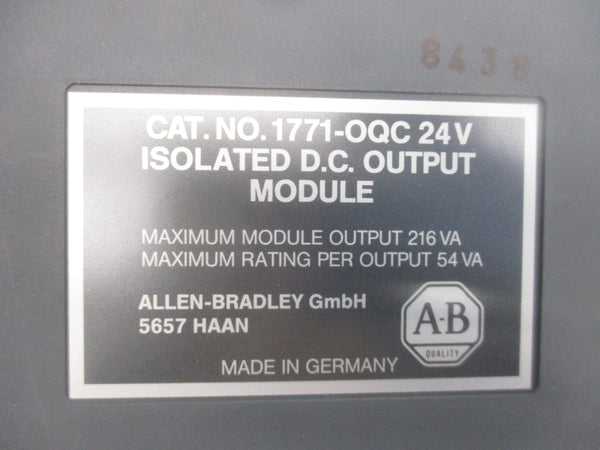 8438
CAT. NO. 1771-OQC 24V
ISOLATED D.C. OUTPUT
MODULE
MAXIMUM MODULE OUTPUT 216 VA
MAXIMUM RATING PER OUTPUT 54 VA
ALLEN-BRADLEY GmbH
5657 HAAN
A-B
QUALITY
MADE IN GERMANY